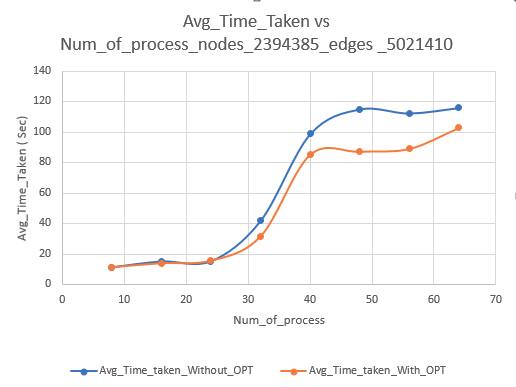 Avg_Time_Taken vs
Num_of_process_nodes_2394385_edges _5021410
140
120
100
80
60
40
20
0
Avg_Time_Taken ( Sec)
0 10 20 30 40 50 60 70
Num_of_process
Avg_Time_taken_Without_OPT Avg_Time_taken_With_OPT